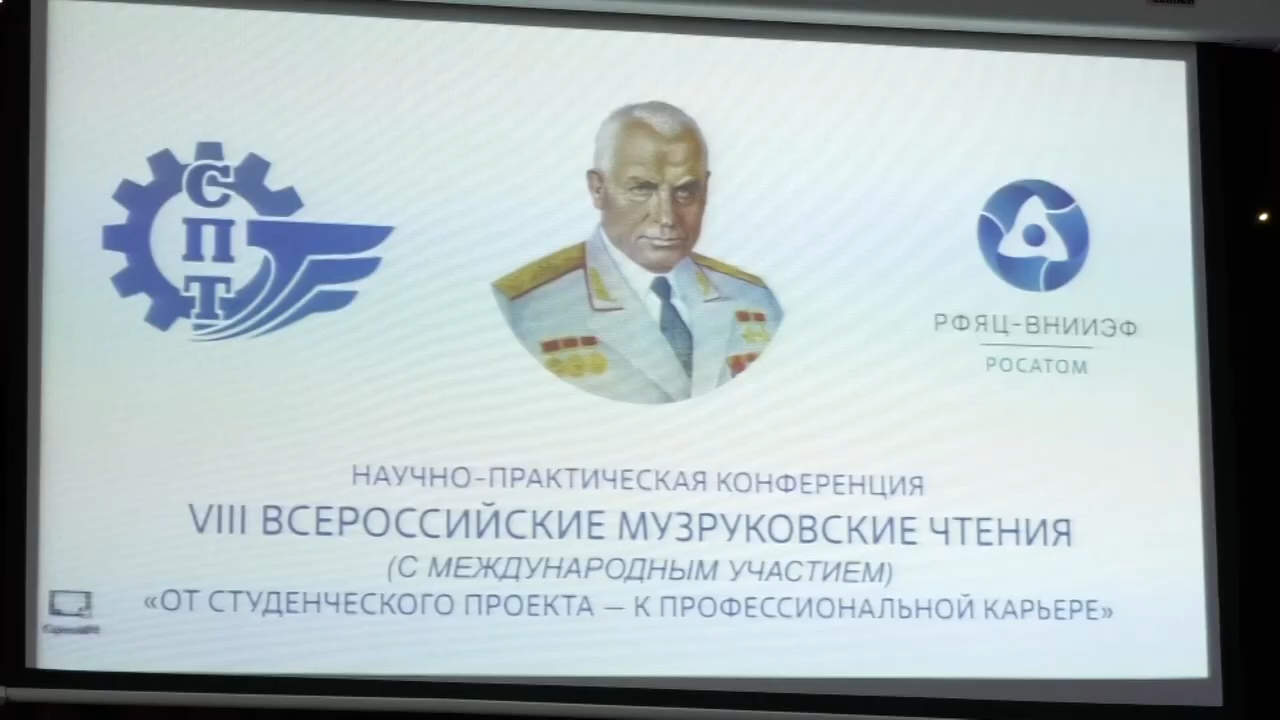 СПТ
РФЯЦ-ВНИИЭФ
РОСАТОМ
НАУЧНО-ПРАКТИЧЕСКАЯ КОНФЕРЕНЦИЯ
VIII ВСЕРОССИЙСКИЕ МУЗРУКОВСКИЕ ЧТЕНИЯ
(С МЕЖДУНАРОДНЫМ УЧАСТИЕМ)
«ОТ СТУДЕНЧЕСКОГО ПРОЕКТА – К ПРОФЕССИОНАЛЬНОЙ КАРЬЕРЕ»